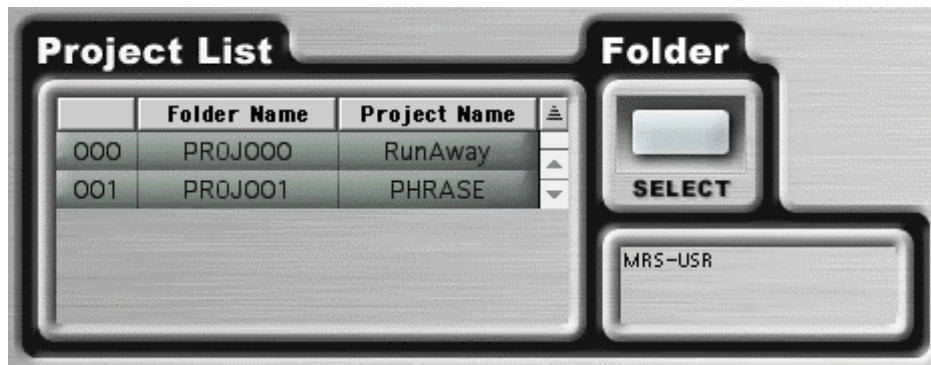 Project List
Folder
Folder Name Project Name
000 PROJ000 RunAway
001 PROJ001 PHRASE
SELECT
MRS-USR